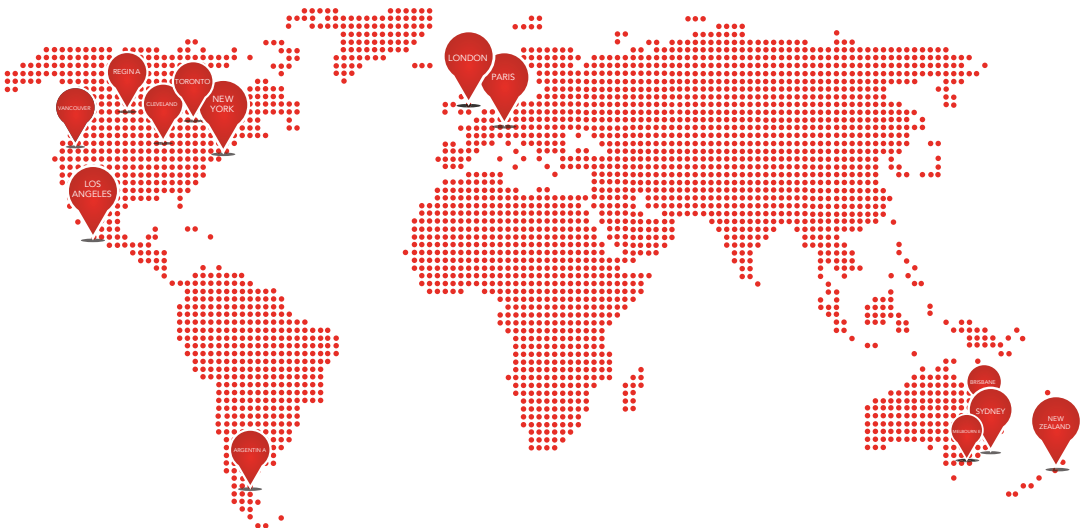 LONDON
REGINA
PARIS
TORONTO
CLEVELAND
NEW
YORK
VANCOUVER
LOS
ANGELES
BRISBANE
SYDNEY
NEW
ZEALAND
MELBOURNE
ARGENTINA